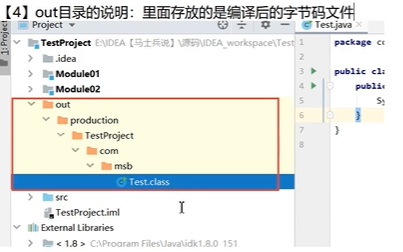 【4】out目录的说明：里面存放的是编译后的字节码文件
Project
Test.java
1: Project
TestProject E:\IDEA【马士兵说】\源码\IDEA_workspace\Test
.idea
Module01
Module02
out
production
TestProject
com
msb
Test.class
src
TestProject.iml
External Libraries
< 1.8 > C:\Program Files\Java\jdk1.8.0_151
1
package co
2
3
public cla
4
pub
5
Sy
6
}
7
}
8